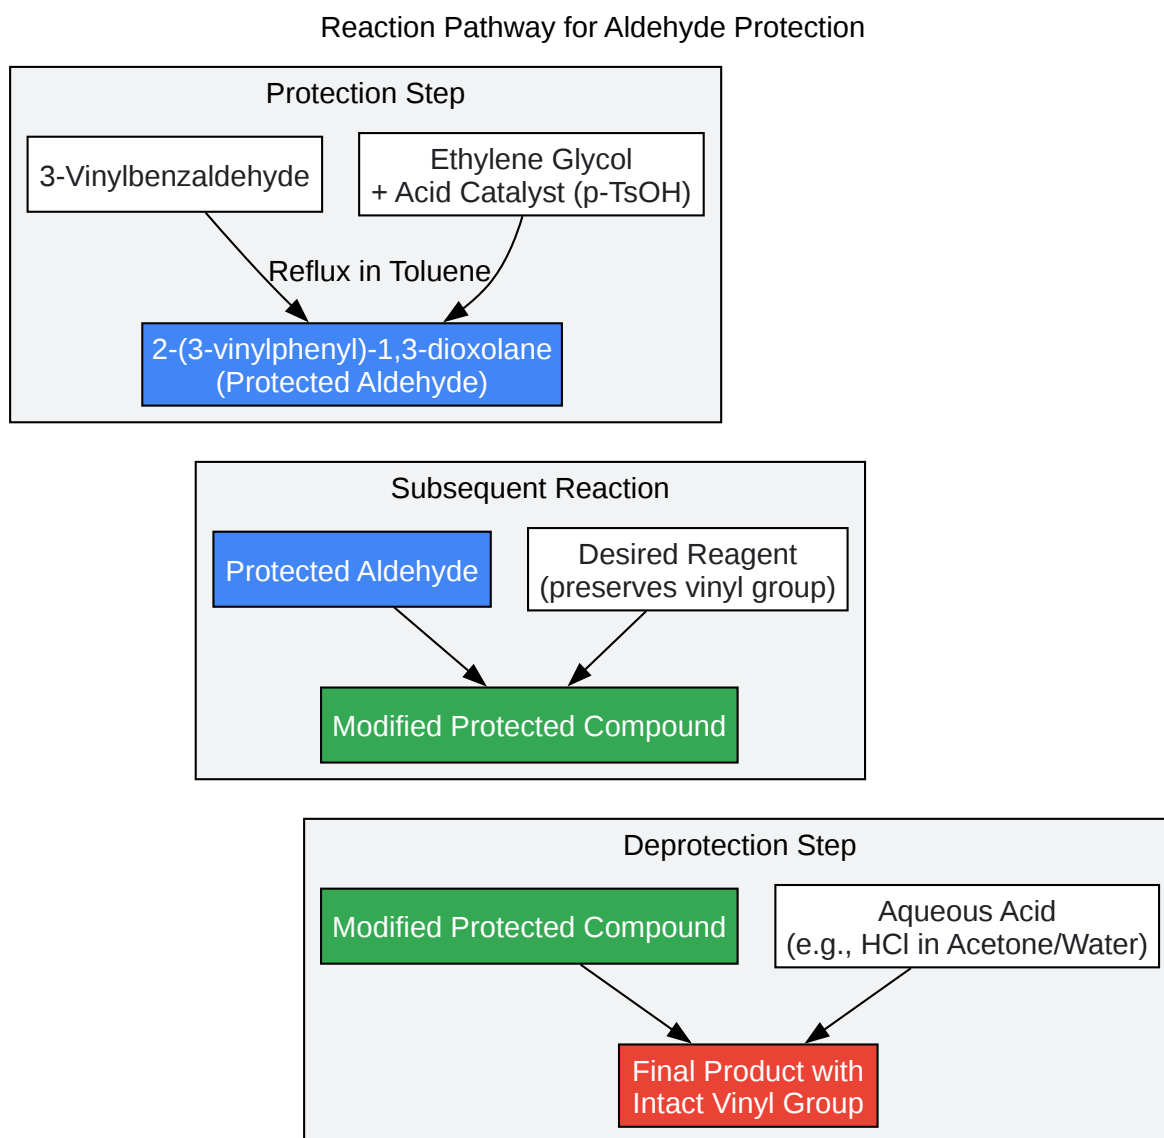 Reaction Pathway for Aldehyde Protection
Protection Step
3-Vinylbenzaldehyde
Ethylene Glycol
+ Acid Catalyst (p-TsOH)
Reflux in Toluene
2-(3-vinylphenyl)-1,3-dioxolane
(Protected Aldehyde)
Subsequent Reaction
Protected Aldehyde
Desired Reagent
(preserves vinyl group)
Modified Protected Compound
Deprotection Step
Modified Protected Compound
Aqueous Acid
(e.g., HCl in Acetone/Water)
Final Product with
Intact Vinyl Group